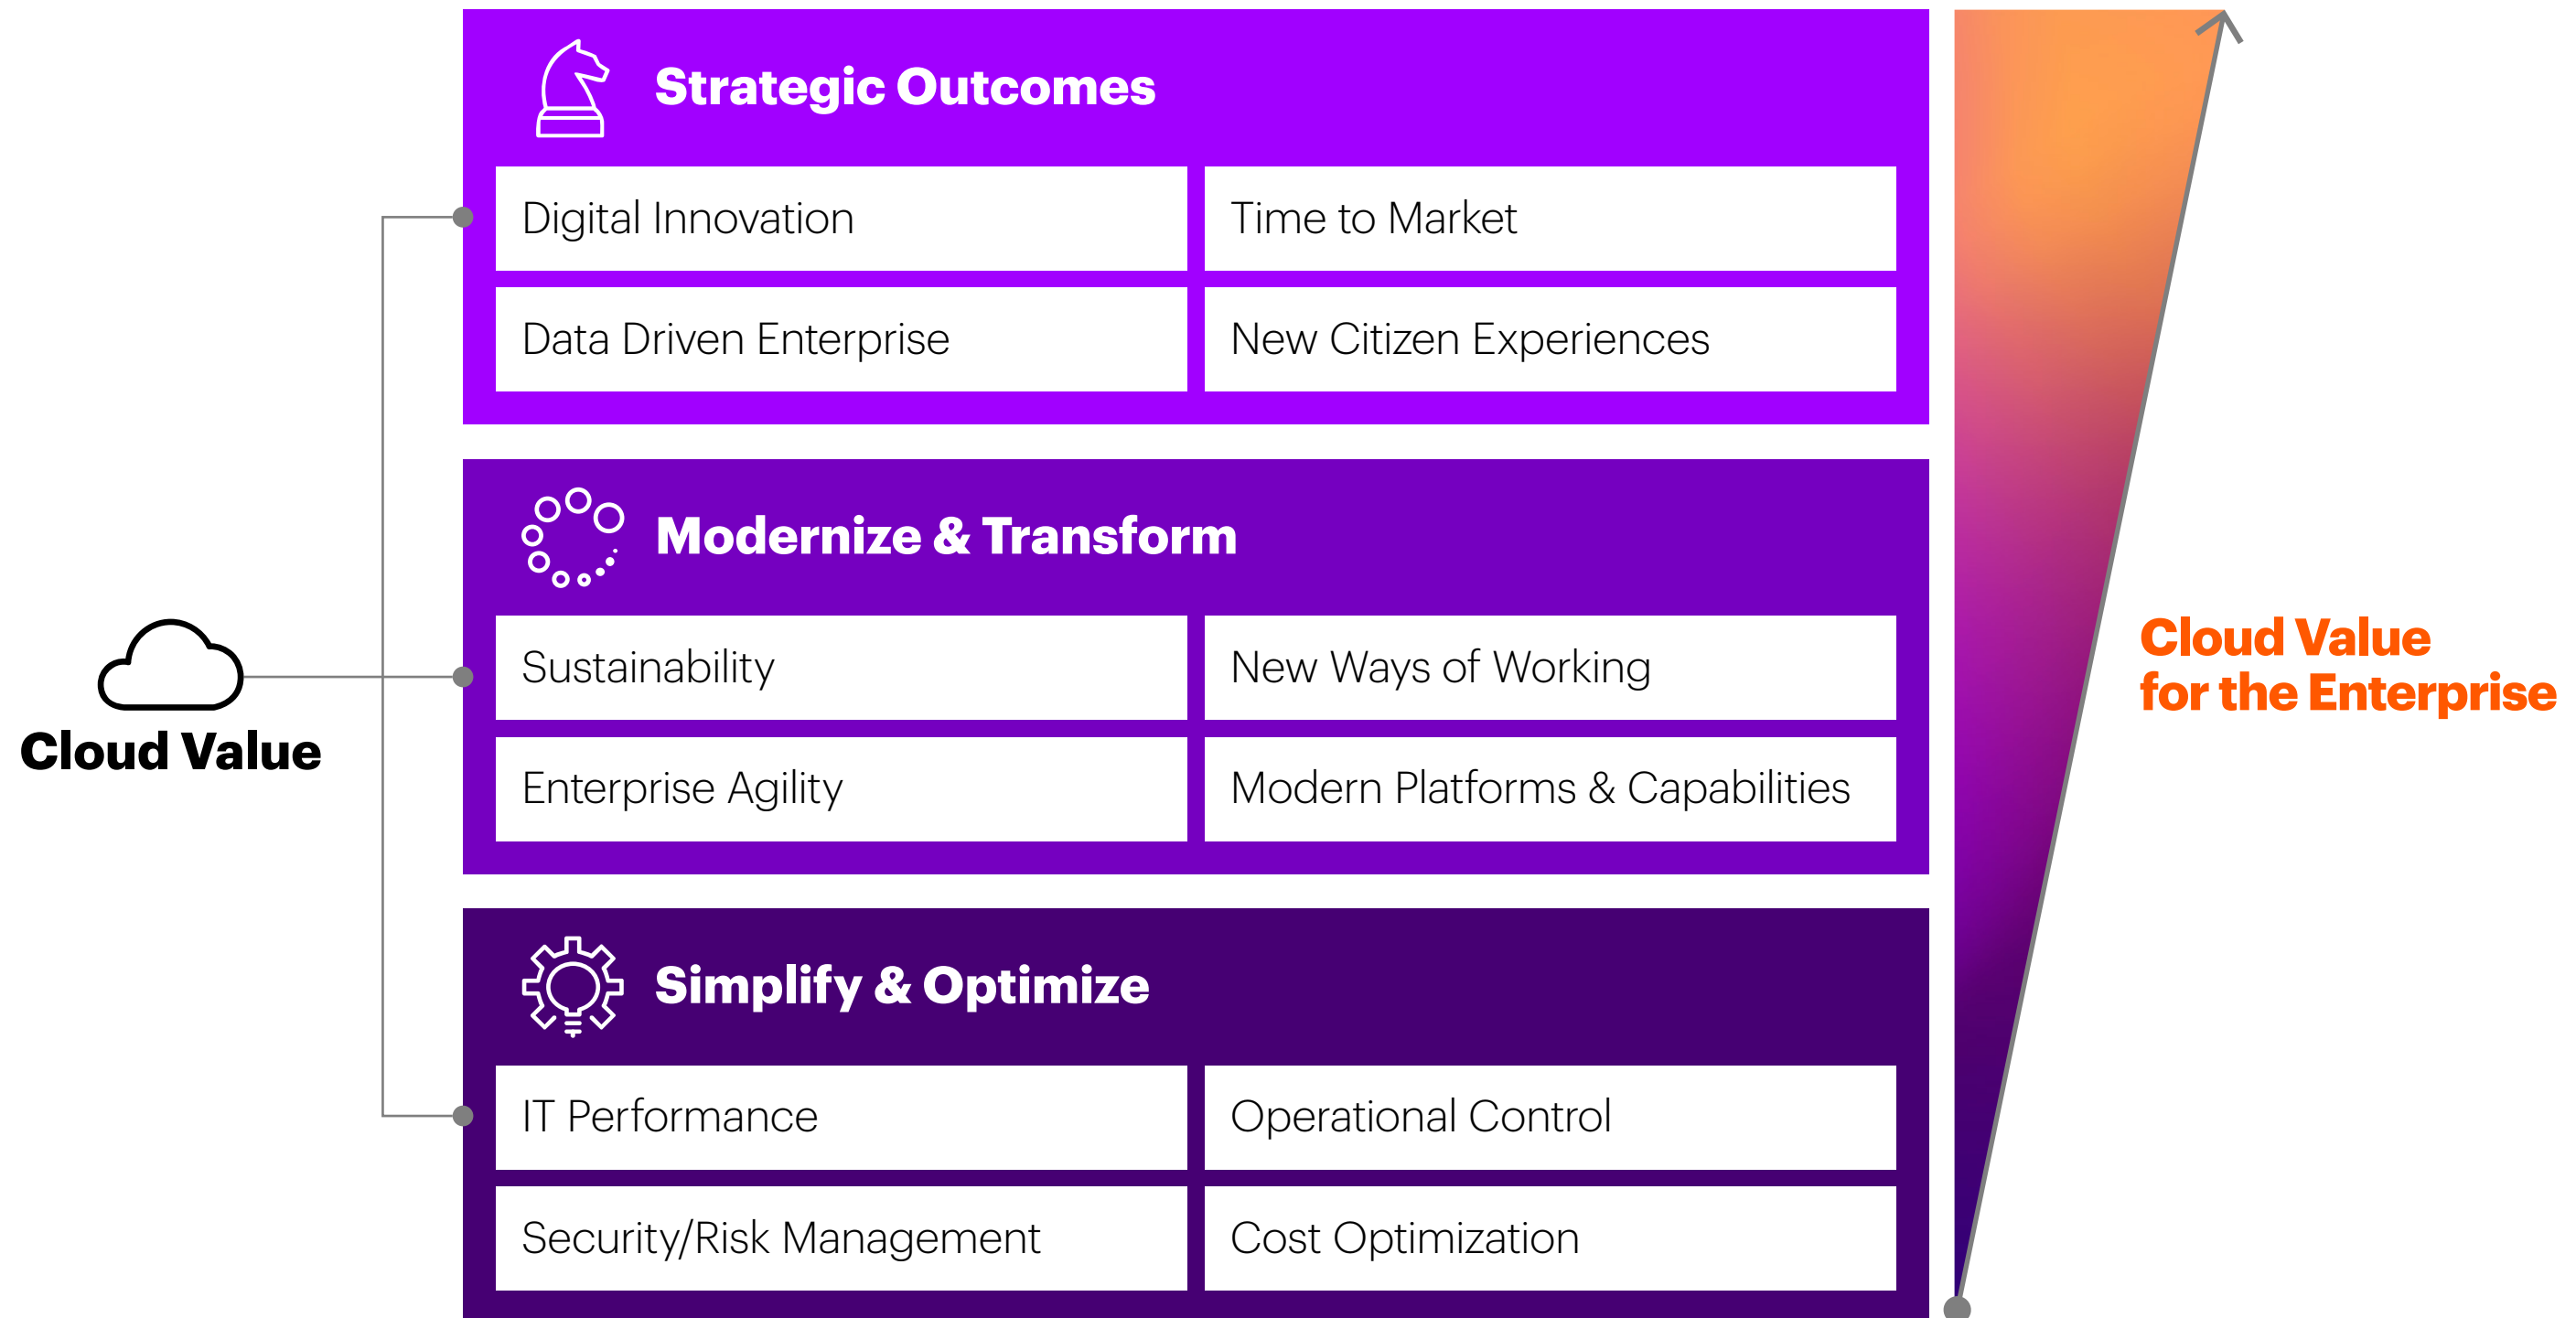 Strategic Outcomes
Digital Innovation
Time to Market
Data Driven Enterprise
New Citizen Experiences
Modernize & Transform
Sustainability
New Ways of Working
Enterprise Agility
Modern Platforms & Capabilities
Simplify & Optimize
IT Performance
Operational Control
Security/Risk Management
Cost Optimization
Cloud Value
Cloud Value
for the Enterprise